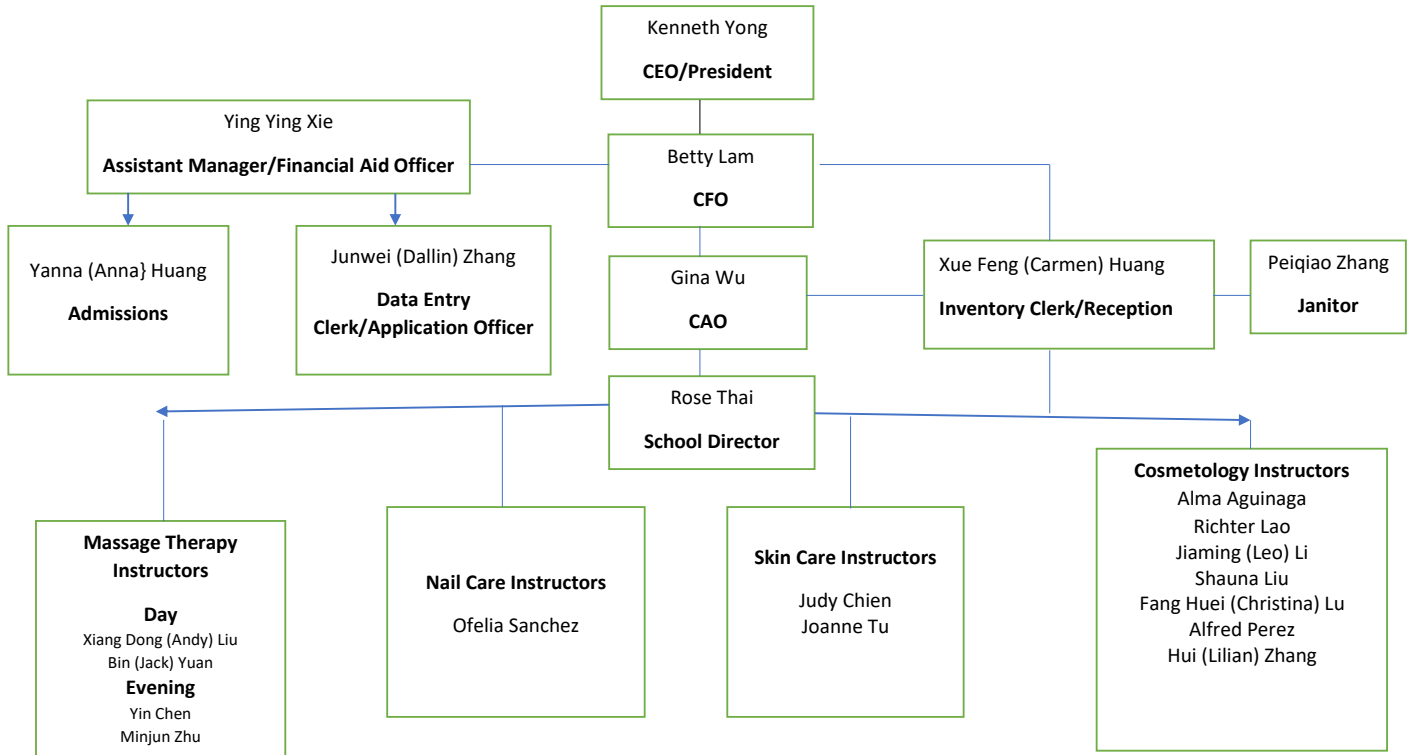 Kenneth Yong
CEO/President
Ying Ying Xie
Assistant Manager/Financial Aid Officer
Betty Lam
CFO
Yanna (Anna} Huang
Admissions
Junwei (Dallin) Zhang
Data Entry
Clerk/Application Officer
Gina Wu
CAO
Xue Feng (Carmen) Huang
Inventory Clerk/Reception
Peiqiao Zhang
Janitor
Rose Thai
School Director
Massage Therapy
Instructors
Day
Xiang Dong (Andy) Liu
Bin (Jack) Yuan
Evening
Yin Chen
Minjun Zhu
Nail Care Instructors
Ofelia Sanchez
Skin Care Instructors
Judy Chien
Joanne Tu
Cosmetology Instructors
Alma Aguinaga
Richter Lao
Jiaming (Leo) Li
Shauna Liu
Fang Huei (Christina) Lu
Alfred Perez
Hui (Lilian) Zhang